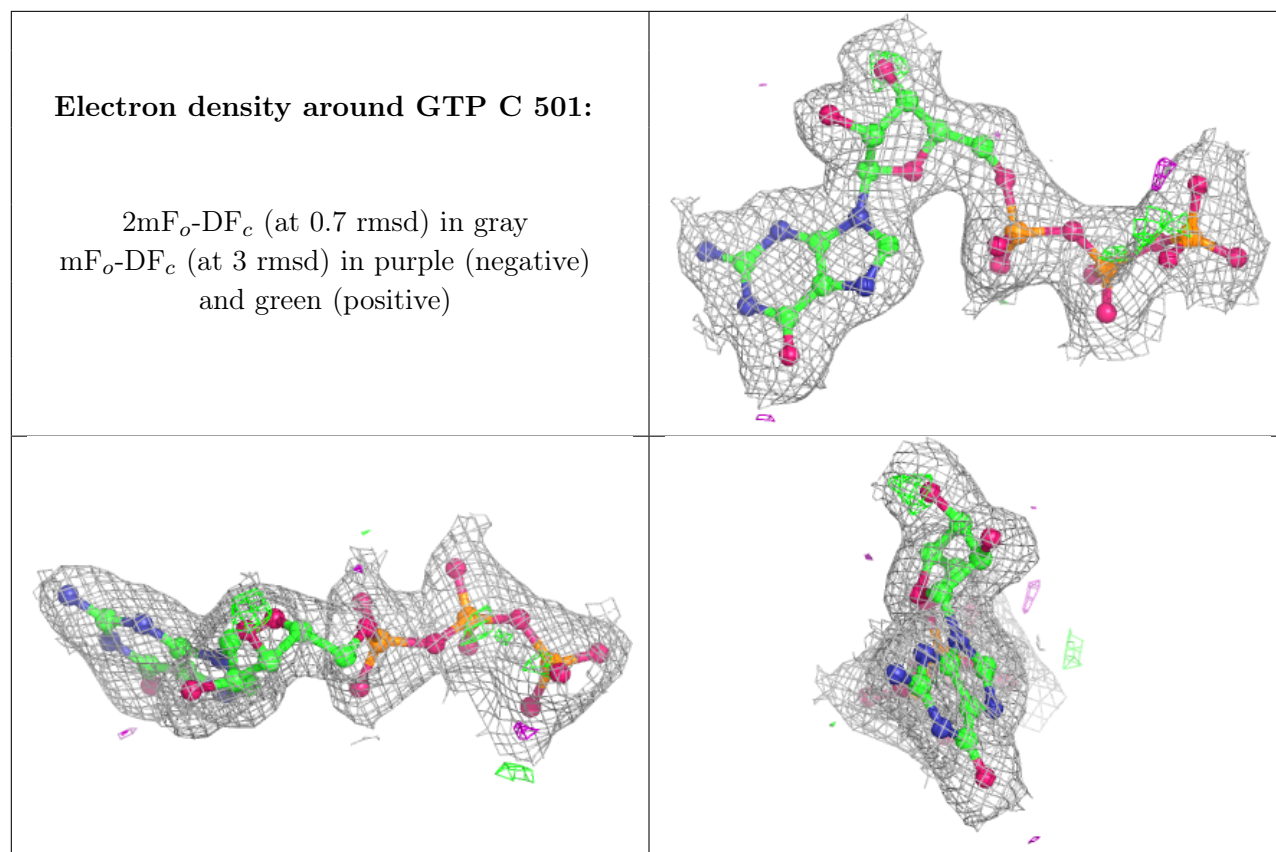 Electron density around GTP C 501:
2mFo-DFc (at 0.7 rmsd) in gray
mFo-DFc (at 3 rmsd) in purple (negative)
and green (positive)